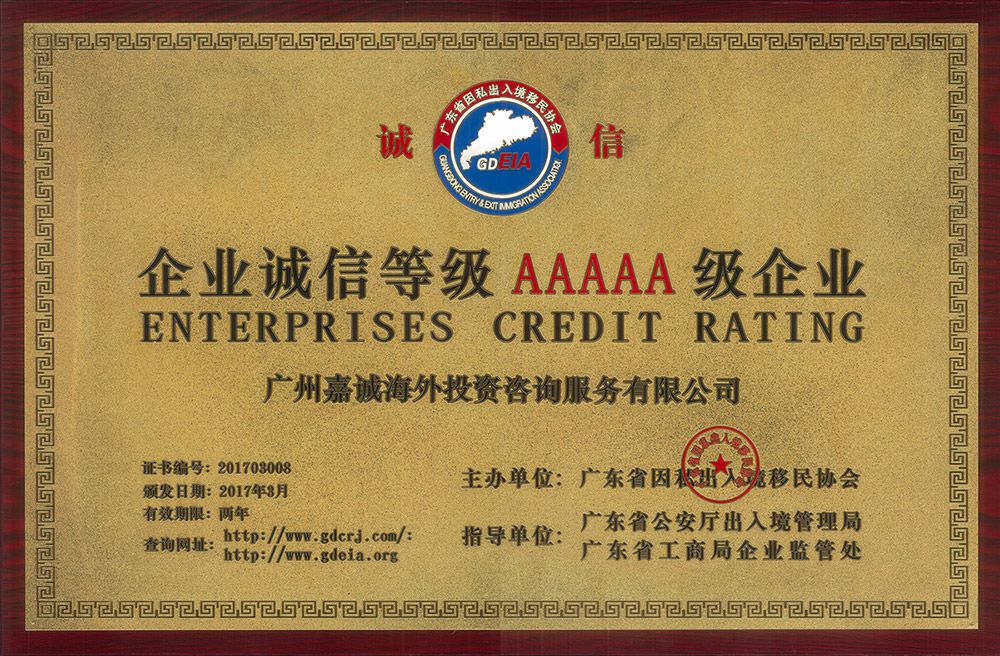 广东省因私出入境移民协会
诚 信
GDEIA
GUANGDONG ENTRY & EXIT IMMIGRATION ASSOCIATION
企业诚信等级 AAAAA 级企业
ENTERPRISES CREDIT RATING
广州嘉诚海外投资咨询服务有限公司
证书编号：201703008
颁发日期：2017年3月
有效期限：两年
查询网址：http://www.gdcrj.com/:
http://www.gdeia.org
主办单位：广东省因私出入境移民协会
指导单位：广东省公安厅出入境管理局
广东省工商局企业监管处